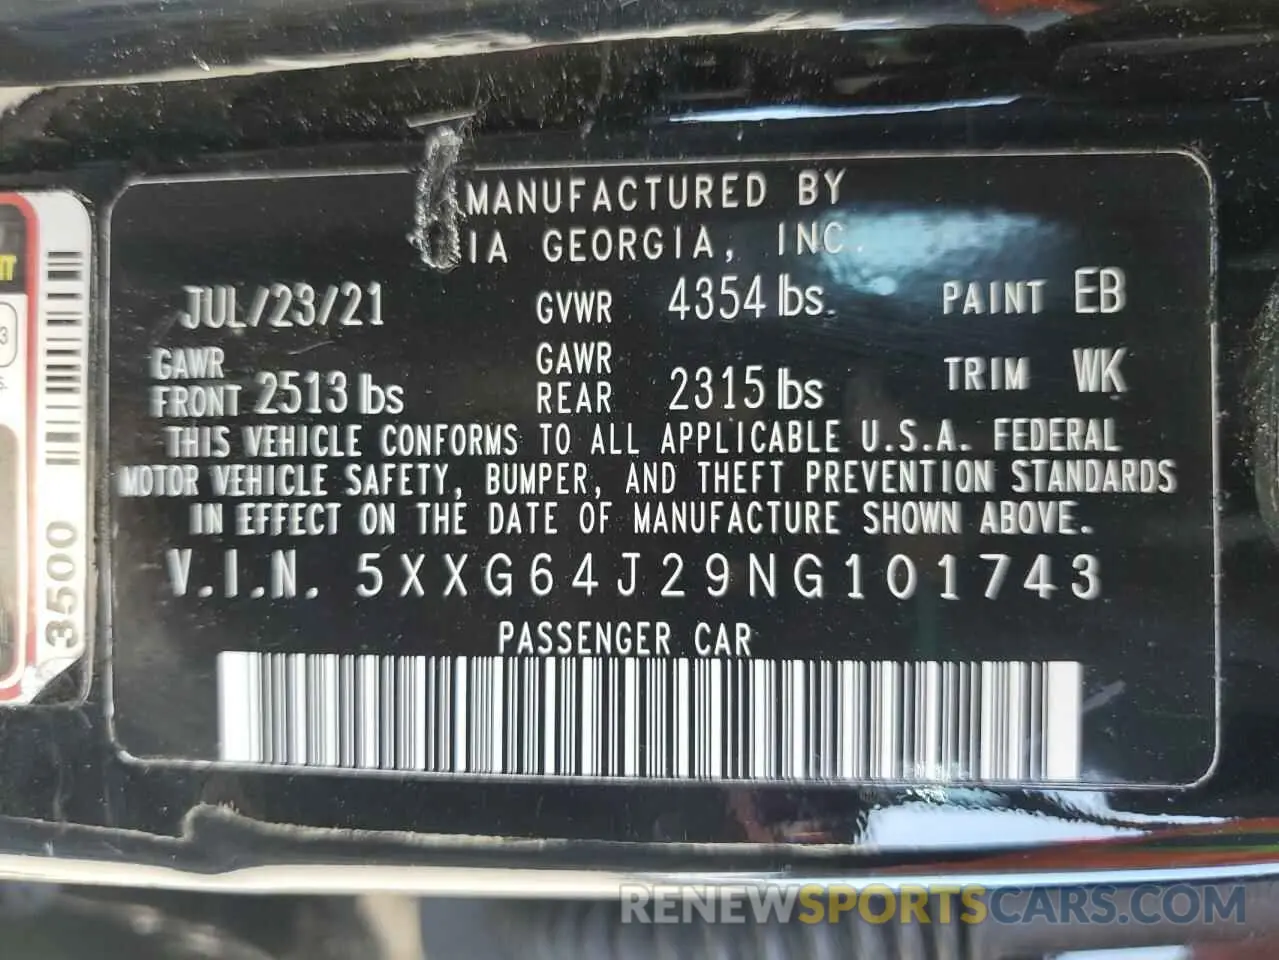 MANUFACTURED BY
IA GEORGIA, INC.
JUL/23/21 GVWR 4354 lbs. PAINT EB
GAWR FRONT 2513 lbs GAWR REAR 2315 lbs TRIM WK
THIS VEHICLE CONFORMS TO ALL APPLICABLE U.S.A. FEDERAL
MOTOR VEHICLE SAFETY, BUMPER, AND THEFT PREVENTION STANDARDS
IN EFFECT ON THE DATE OF MANUFACTURE SHOWN ABOVE.
V.I.N. 5XXG64J29NG101743
PASSENGER CAR
3500
RENEWSPORTSCARS.COM